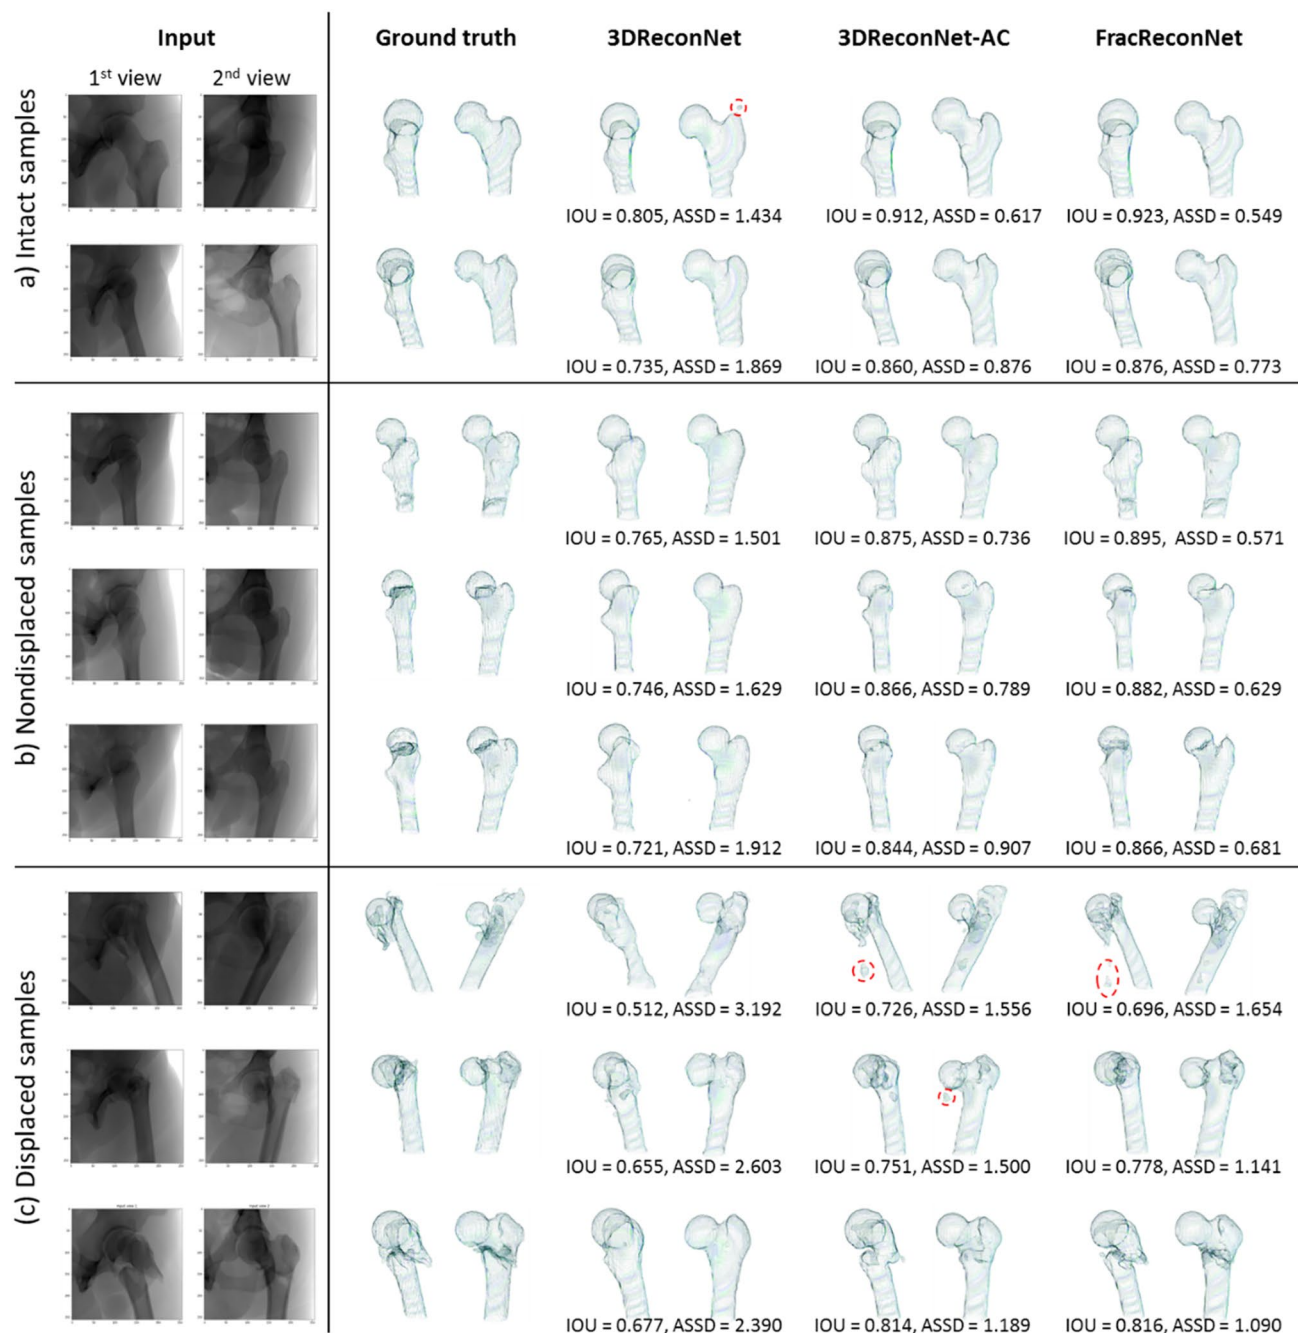 Input
Ground truth
3DReconNet
3DReconNet-AC
FracReconNet
1st view
2nd view
a) Intact samples
IOU = 0.805, ASSD = 1.434
IOU = 0.912, ASSD = 0.617
IOU = 0.923, ASSD = 0.549
IOU = 0.735, ASSD = 1.869
IOU = 0.860, ASSD = 0.876
IOU = 0.876, ASSD = 0.773
b) Nondisplaced samples
IOU = 0.765, ASSD = 1.501
IOU = 0.875, ASSD = 0.736
IOU = 0.895, ASSD = 0.571
IOU = 0.746, ASSD = 1.629
IOU = 0.866, ASSD = 0.789
IOU = 0.882, ASSD = 0.629
IOU = 0.721, ASSD = 1.912
IOU = 0.844, ASSD = 0.907
IOU = 0.866, ASSD = 0.681
(c) Displaced samples
IOU = 0.512, ASSD = 3.192
IOU = 0.726, ASSD = 1.556
IOU = 0.696, ASSD = 1.654
IOU = 0.655, ASSD = 2.603
IOU = 0.751, ASSD = 1.500
IOU = 0.778, ASSD = 1.141
IOU = 0.677, ASSD = 2.390
IOU = 0.814, ASSD = 1.189
IOU = 0.816, ASSD = 1.090